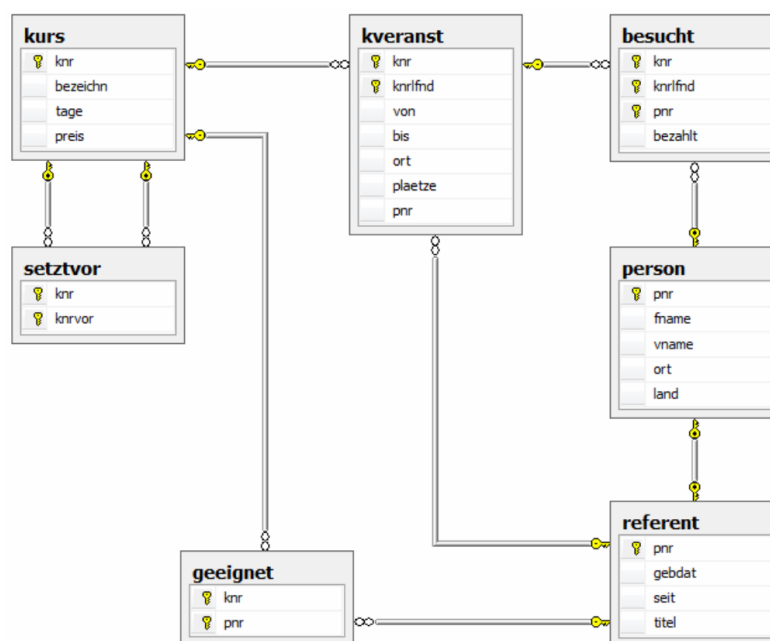 kurs
knr
bezeichn
tage
preis
kveranst
knr
knrlfnd
von
bis
ort
plaetze
pnr
besucht
knr
knrlfnd
pnr
bezahlt
setztvor
knr
knrvor
person
pnr
fname
vname
ort
land
geeignet
knr
pnr
referent
pnr
gebdat
seit
titel